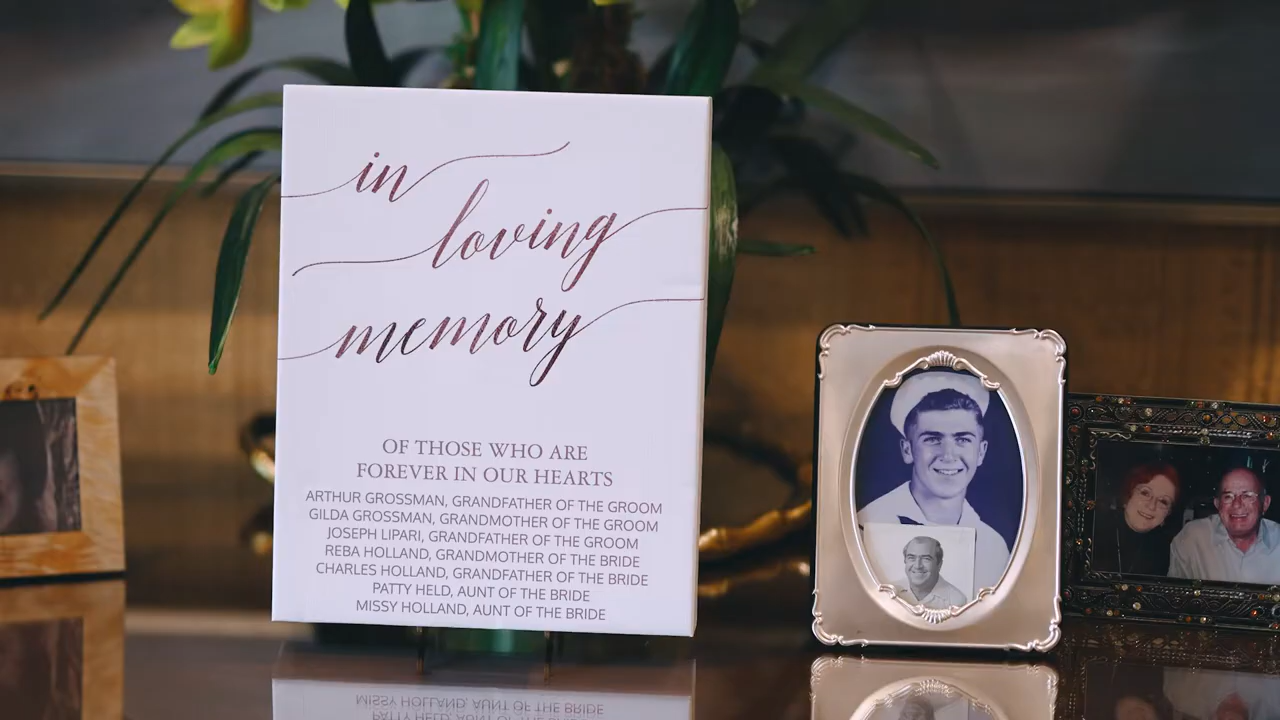 in
loving
memory
OF THOSE WHO ARE
FOREVER IN OUR HEARTS
ARTHUR GROSSMAN, GRANDFATHER OF THE GROOM
GILDA GROSSMAN, GRANDMOTHER OF THE GROOM
JOSEPH LIPARI, GRANDFATHER OF THE GROOM
REBA HOLLAND, GRANDMOTHER OF THE BRIDE
CHARLES HOLLAND, GRANDFATHER OF THE BRIDE
PATTY HELD, AUNT OF THE BRIDE
MISSY HOLLAND, AUNT OF THE BRIDE